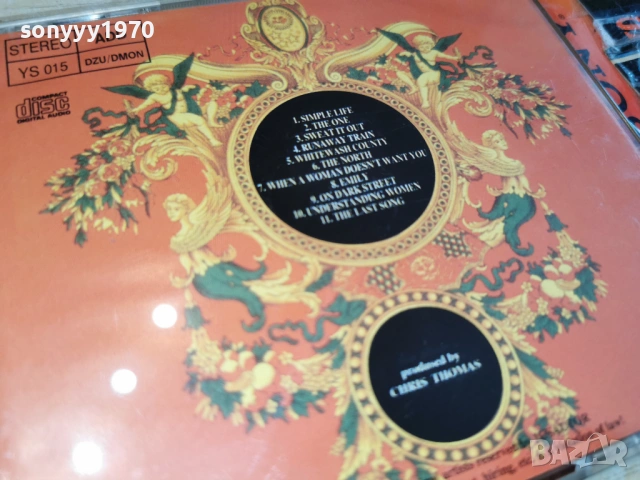 sonyyy1970
STEREO
YS 015
DZU/DMON
COMPACT
disc
DIGITAL AUDIO
1. SIMPLE LIFE
2. THE ONE
3. SWEAT IT OUT
4. RUNAWAY TRAIN
5. WHITEWASH COUNTY
6. THE NORTH
7. WHEN A WOMAN DOESN'T WANT YOU
8. EMILY
9. ON DARK STREET
10. UNDERSTANDING WOMEN
11. THE LAST SONG
produced by
CHRIS THOMAS
BAZAR